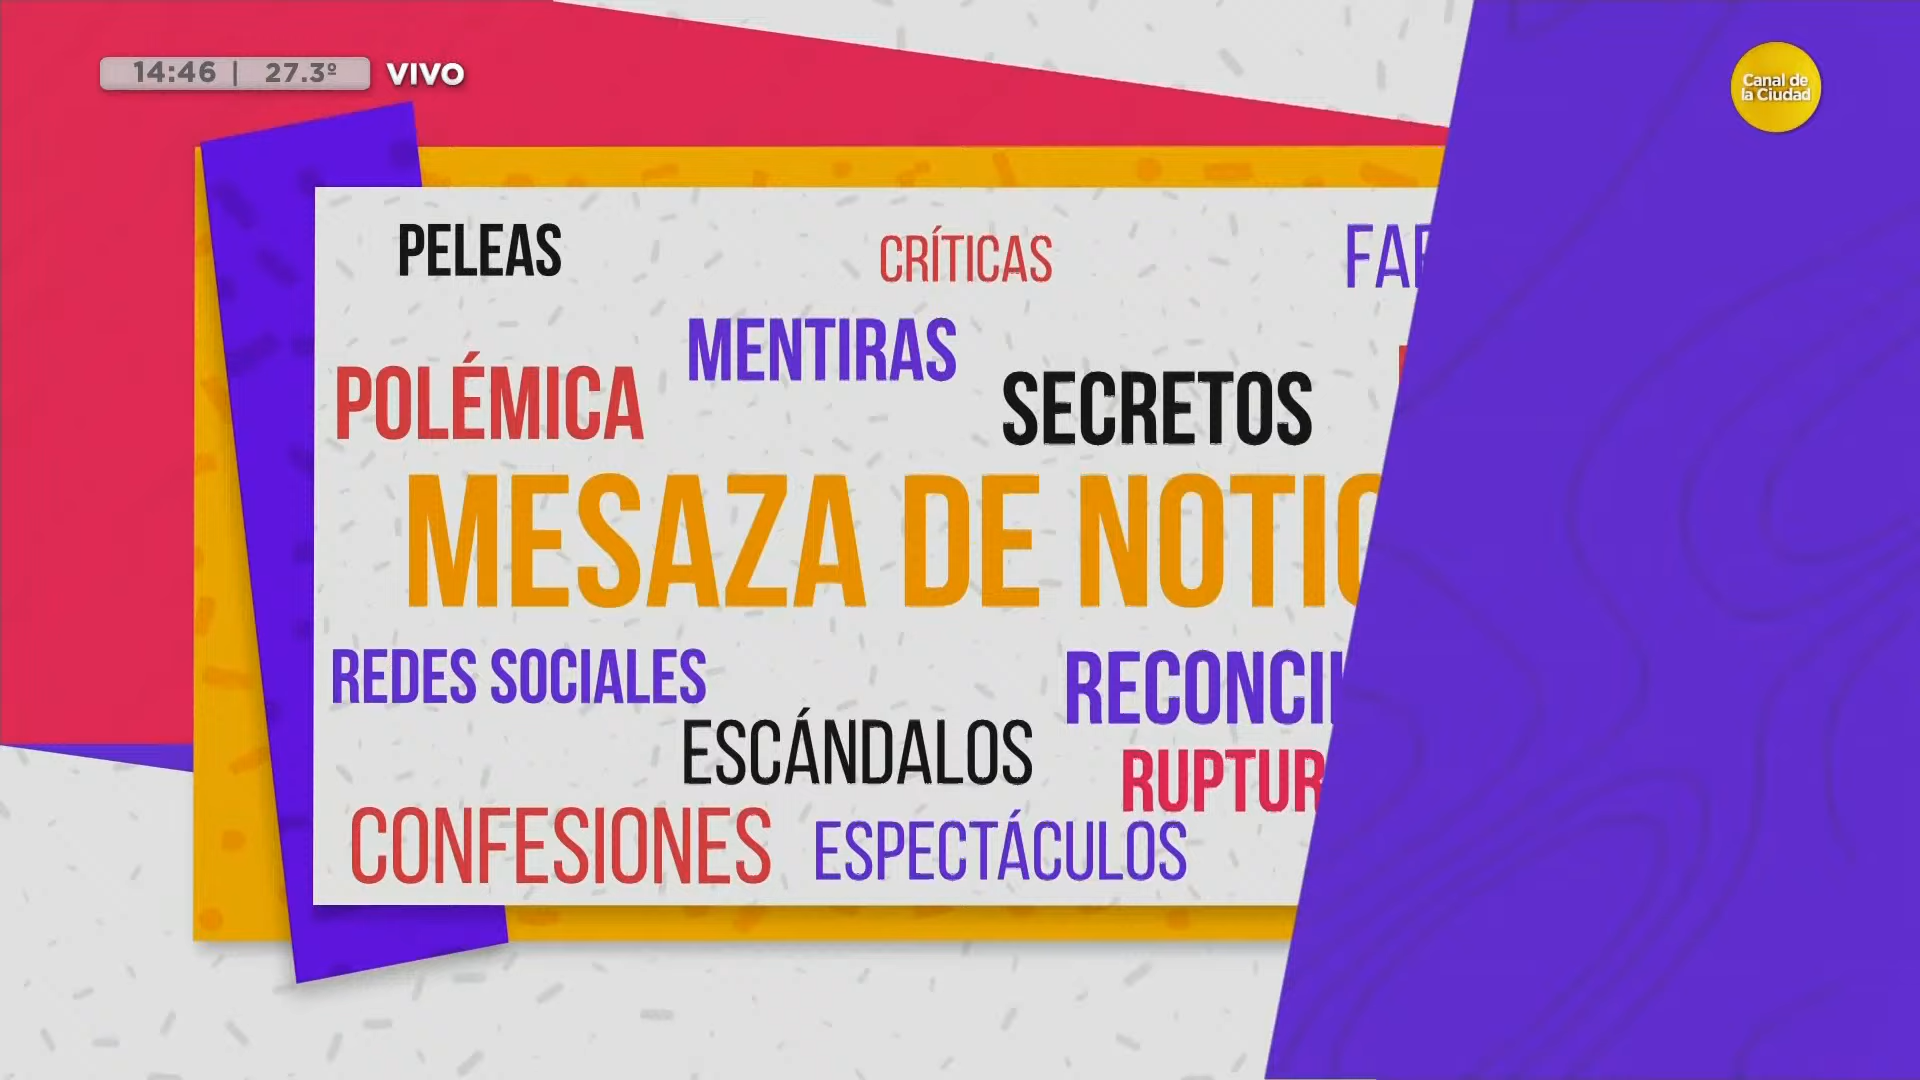 14:46 | 27.3º VIVO
Canal de
la Ciudad
PELEAS
CRÍTICAS
MENTIRAS
POLÉMICA
SECRETOS
MESAZA DE NOTIC
REDES SOCIALES
RECONCI
ESCÁNDALOS
RUPTUR
CONFESIONES
ESPECTÁCULOS